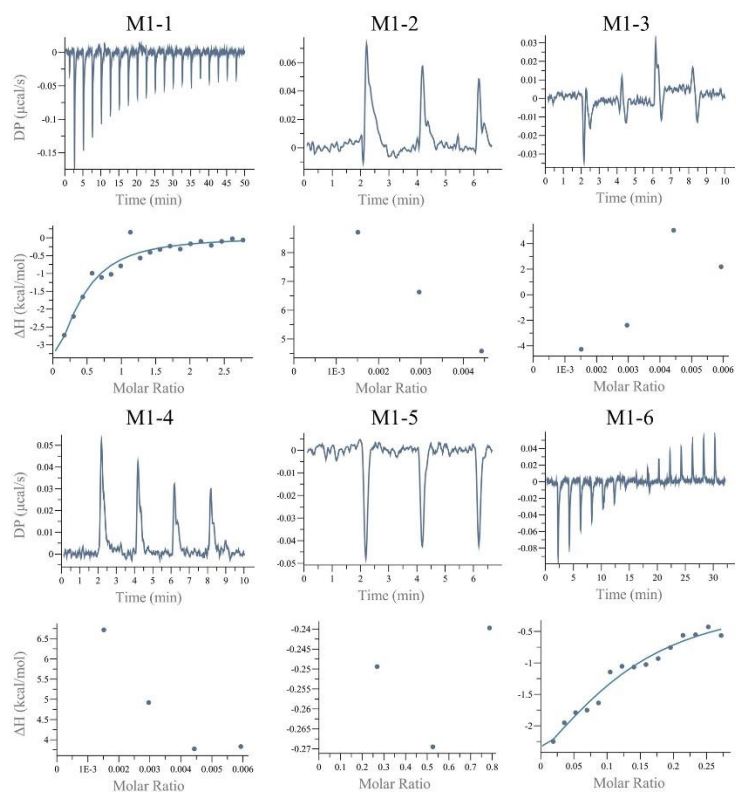 M1-1 M1-2 M1-3
DP (μcal/s)
0
-0.05
-0.1
-0.15
0 5 10 15 20 25 30 35 40 45 50
Time (min)
0.06
0.04
0.02
0
0 1 2 3 4 5 6
Time (min)
0.03
0.02
0.01
0
-0.01
-0.02
-0.03
0 1 2 3 4 5 6 7 8 9 10
Time (min)
ΔH (kcal/mol)
0
-0.5
-1
-1.5
-2
-2.5
-3
0 0.5 1 1.5 2 2.5
Molar Ratio
8
7
6
5
0 1E-3 0.002 0.003 0.004
Molar Ratio
4
2
0
-2
-4
0 1E-3 0.002 0.003 0.004 0.005 0.006
Molar Ratio
M1-4 M1-5 M1-6
DP (μcal/s)
0.05
0.04
0.03
0.02
0.01
0
0 1 2 3 4 5 6 7 8 9 10
Time (min)
0
-0.01
-0.02
-0.03
-0.04
-0.05
0 1 2 3 4 5 6
Time (min)
0.04
0.02
0
-0.02
-0.04
-0.06
-0.08
0 5 10 15 20 25 30
Time (min)
ΔH (kcal/mol)
6.5
6
5.5
5
4.5
4
0 1E-3 0.002 0.003 0.004 0.005 0.006
Molar Ratio
-0.24
-0.245
-0.25
-0.255
-0.26
-0.265
-0.27
0 0.1 0.2 0.3 0.4 0.5 0.6 0.7 0.8
Molar Ratio
-0.5
-1
-1.5
-2
0 0.05 0.1 0.15 0.2 0.25
Molar Ratio